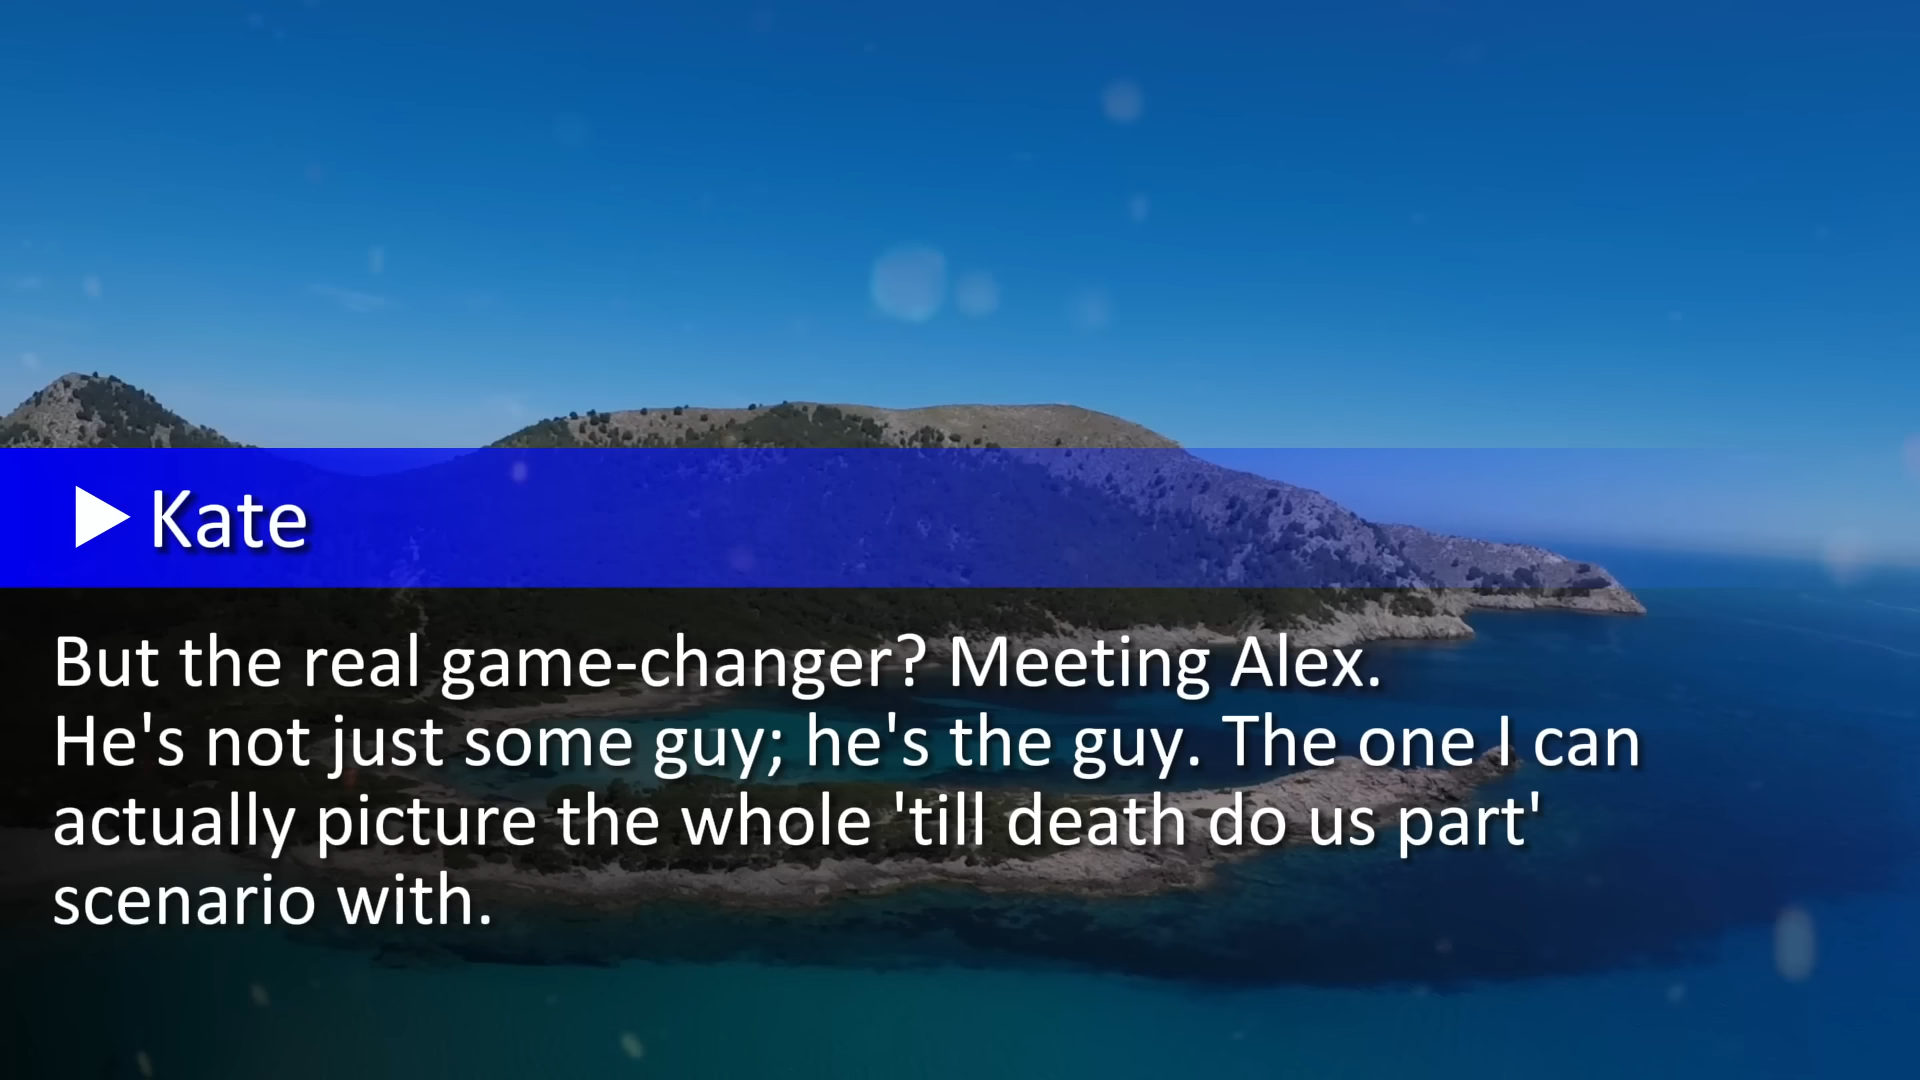 Kate
But the real game-changer? Meeting Alex.
He's not just some guy; he's the guy. The one I can
actually picture the whole 'till death do us part'
scenario with.